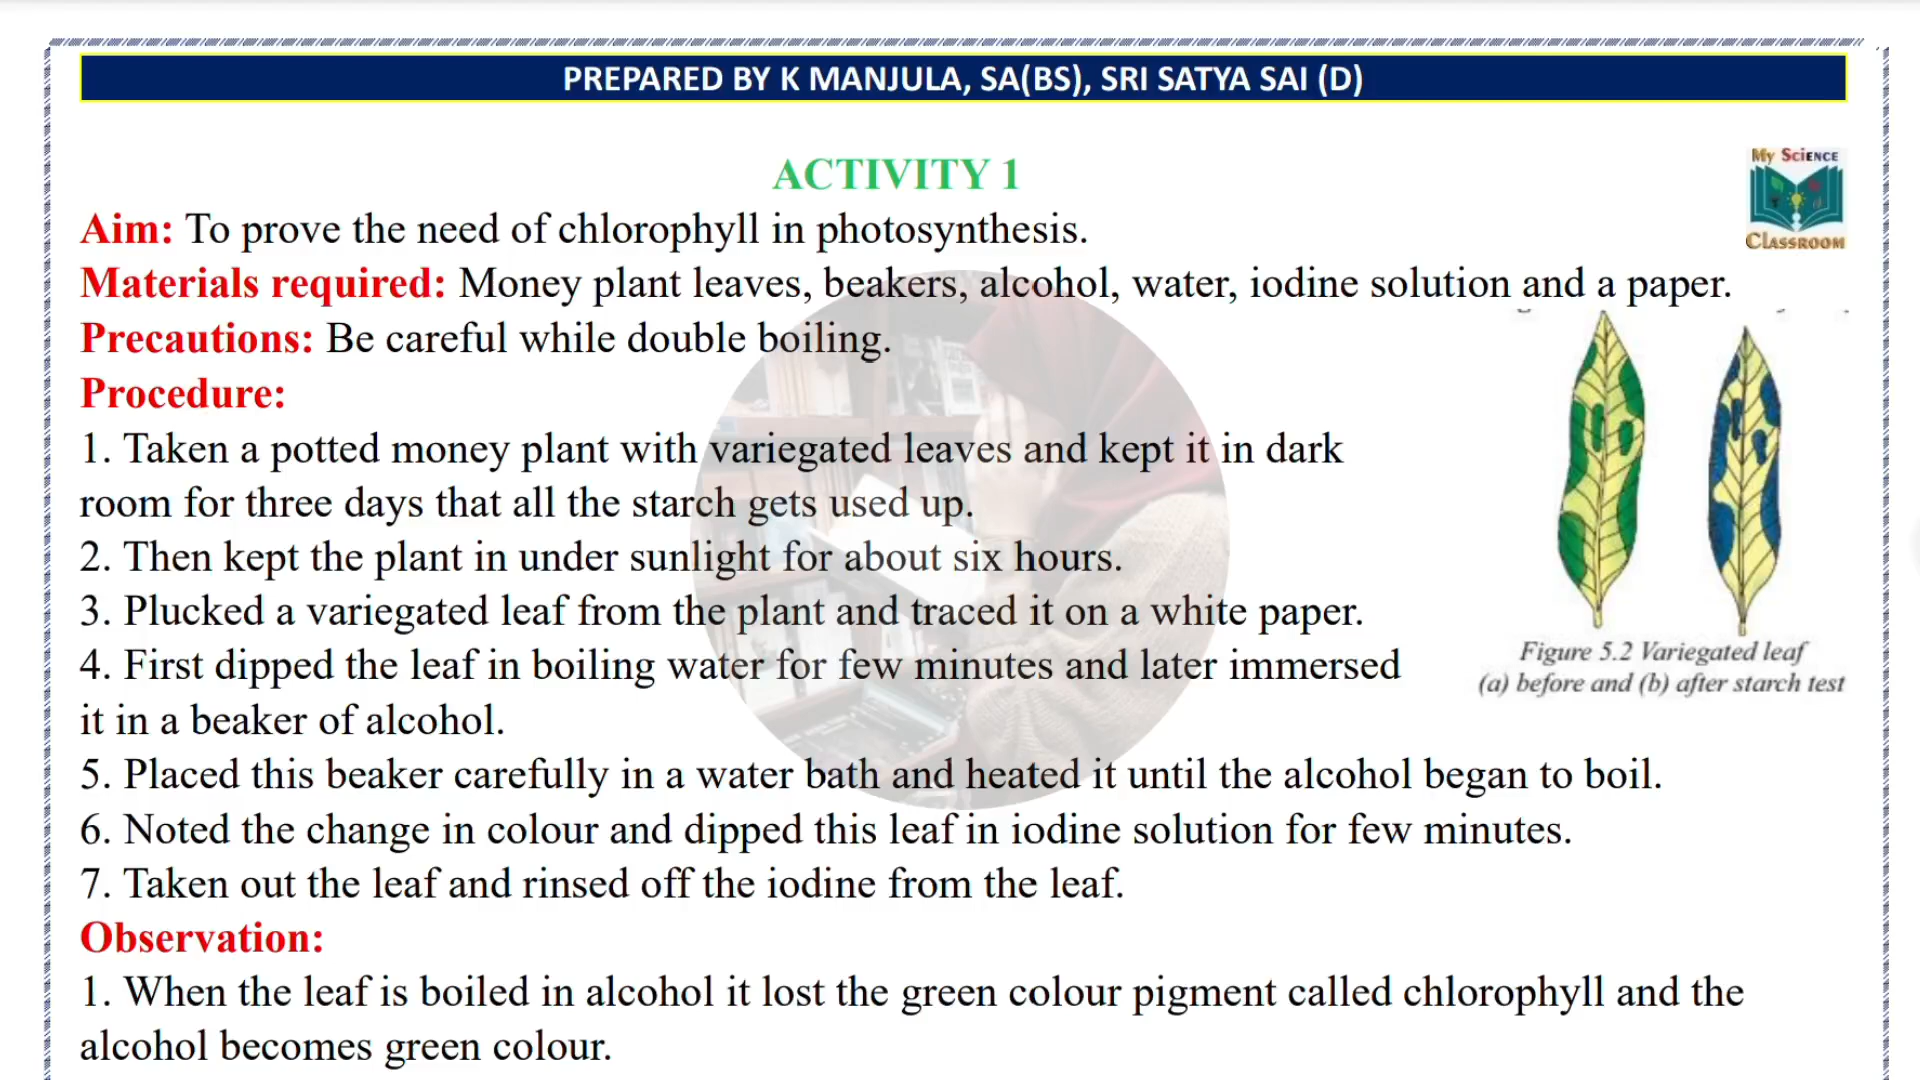 PREPARED BY K MANJULA, SA(BS), SRI SATYA SAI (D)
ACTIVITY 1
My SCIENCE
CLASSROOM
Aim: To prove the need of chlorophyll in photosynthesis.
Materials required: Money plant leaves, beakers, alcohol, water, iodine solution and a paper.
Precautions: Be careful while double boiling.
Procedure:
1. Taken a potted money plant with variegated leaves and kept it in dark
room for three days that all the starch gets used up.
2. Then kept the plant in under sunlight for about six hours.
3. Plucked a variegated leaf from the plant and traced it on a white paper.
4. First dipped the leaf in boiling water for few minutes and later immersed
it in a beaker of alcohol.
Figure 5.2 Variegated leaf
(a) before and (b) after starch test
5. Placed this beaker carefully in a water bath and heated it until the alcohol began to boil.
6. Noted the change in colour and dipped this leaf in iodine solution for few minutes.
7. Taken out the leaf and rinsed off the iodine from the leaf.
Observation:
1. When the leaf is boiled in alcohol it lost the green colour pigment called chlorophyll and the
alcohol becomes green colour.